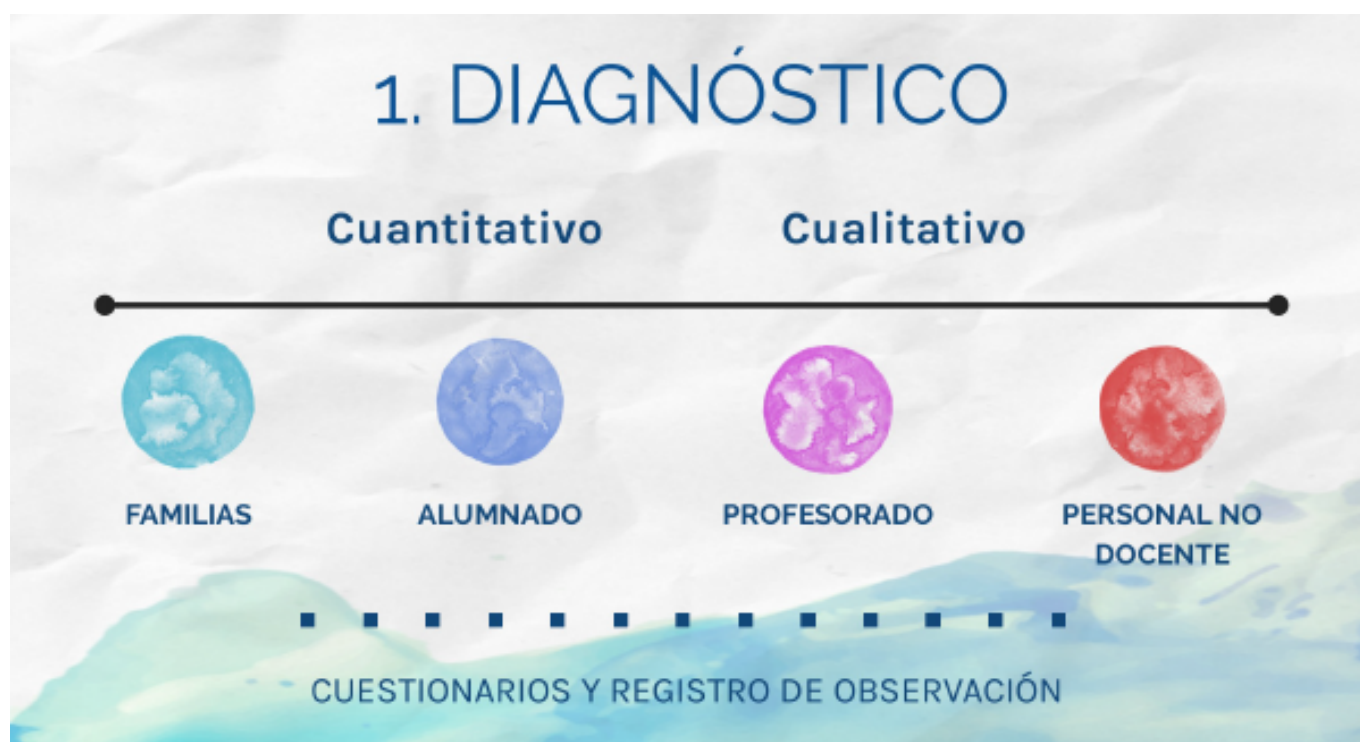 1. DIAGNÓSTICO
Cuantitativo
Cualitativo
FAMILIAS
ALUMNADO
PROFESORADO
PERSONAL NO
DOCENTE
CUESTIONARIOS Y REGISTRO DE OBSERVACIÓN